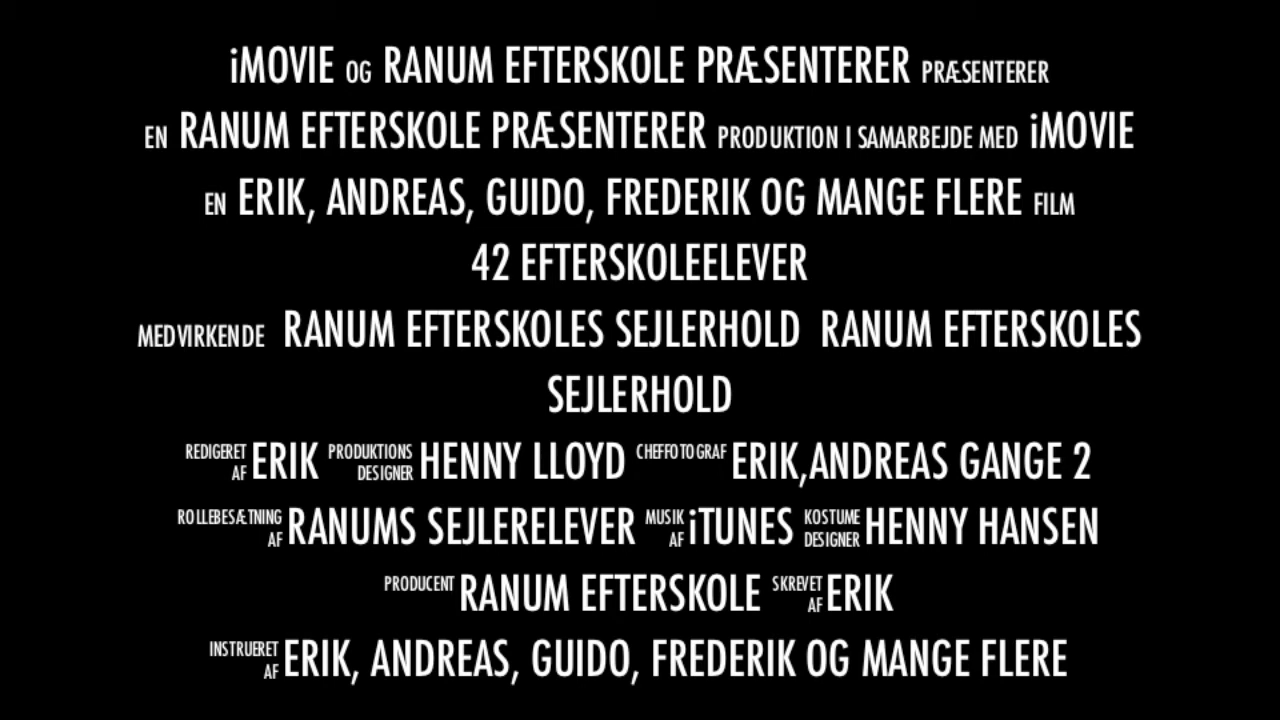 iMOVIE OG RANUM EFTERSKOLE PRÆSENTERER PRÆSENTERER
EN RANUM EFTERSKOLE PRÆSENTERER PRODUKTION I SAMARBEJDE MED iMOVIE
EN ERIK, ANDREAS, GUIDO, FREDERIK OG MANGE FLERE FILM
42 EFTERSKOLEELEVER
MEDVIRKENDE RANUM EFTERSKOLES SEJLERHOLD RANUM EFTERSKOLES
SEJLERHOLD
REDIGERET AF ERIK PRODUKTIONS DESIGNER HENNY LLOYD CHEFFOTOGRAF ERIK,ANDREAS GANGE 2
ROLLEBESÆTNING AF RANUMS SEJLERELEVER MUSIK AF iTUNES KOSTUME DESIGNER HENNY HANSEN
PRODUCENT RANUM EFTERSKOLE SKREVET AF ERIK
INSTRUERET AF ERIK, ANDREAS, GUIDO, FREDERIK OG MANGE FLERE